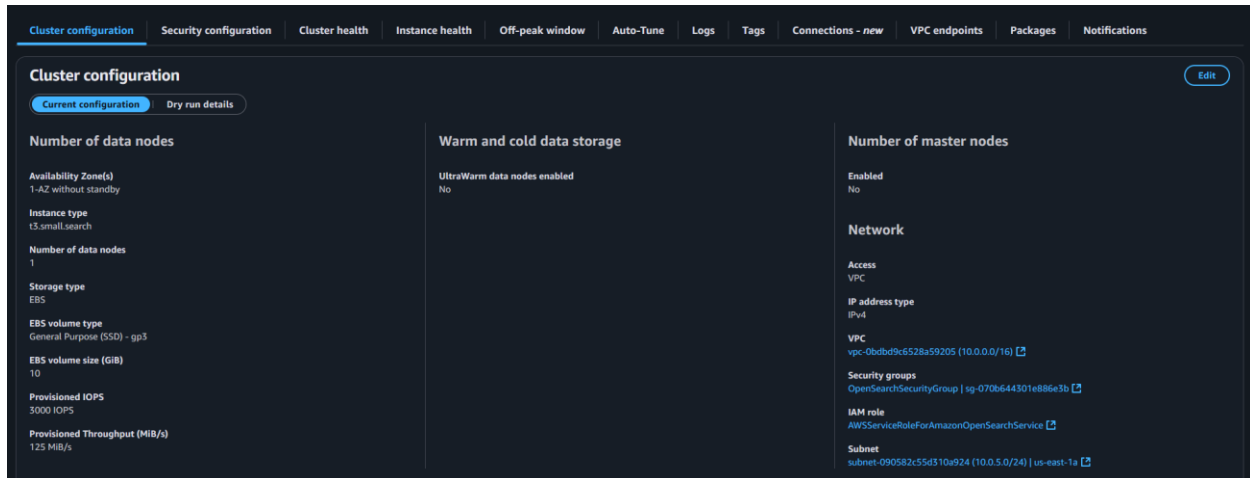 Cluster configuration
Security configuration
Cluster health
Instance health
Off-peak window
Auto-Tune
Logs
Tags
Connections - new
VPC endpoints
Packages
Notifications
Cluster configuration
Edit
Current configuration
Dry run details
Number of data nodes
Availability Zone(s)
1-AZ without standby
Instance type
t3.small.search
Number of data nodes
1
Storage type
EBS
EBS volume type
General Purpose (SSD) - gp3
EBS volume size (GiB)
10
Provisioned IOPS
3000 IOPS
Provisioned Throughput (MiB/s)
125 MiB/s
Warm and cold data storage
UltraWarm data nodes enabled
No
Number of master nodes
Enabled
No
Network
Access
VPC
IP address type
IPv4
VPC
vpc-0bdbd9c6528a59205 (10.0.0.0/16)
Security groups
OpenSearchSecurityGroup | sg-070b644301e886e3b
IAM role
AWSServiceRoleForAmazonOpenSearchService
Subnet
subnet-090582c55d310a924 (10.0.5.0/24) | us-east-1a